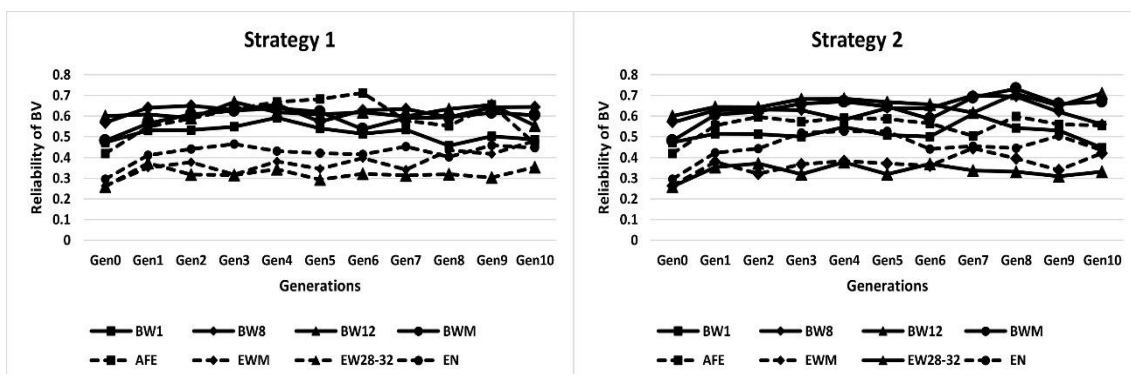 Strategy 1
Reliability of BV
0.8
0.7
0.6
0.5
0.4
0.3
0.2
0.1
0
Gen0 Gen1 Gen2 Gen3 Gen4 Gen5 Gen6 Gen7 Gen8 Gen9 Gen10
Generations
BW1 BW8 BW12 BWM
AFE EWM EW28-32 EN
Strategy 2
Reliability of BV
0.8
0.7
0.6
0.5
0.4
0.3
0.2
0.1
0
Gen0 Gen1 Gen2 Gen3 Gen4 Gen5 Gen6 Gen7 Gen8 Gen9 Gen10
Generations
BW1 BW8 BW12 BWM
AFE EWM EW28-32 EN